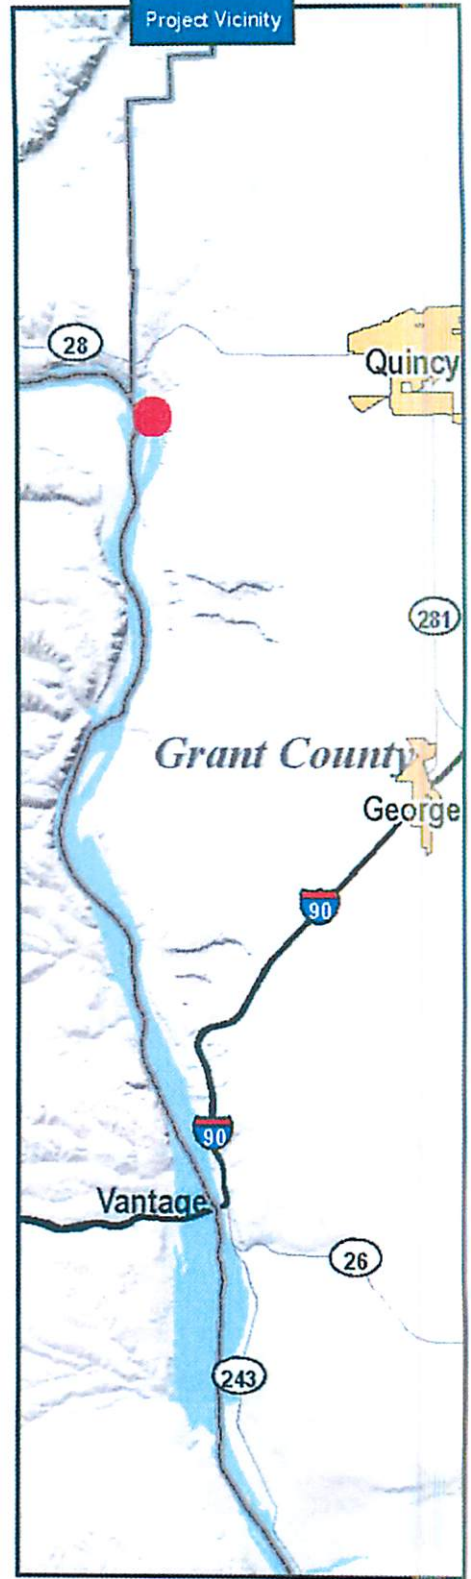 Project Vicinity
28
Quincy
281
Grant County
George
90
90
Vantage
26
243